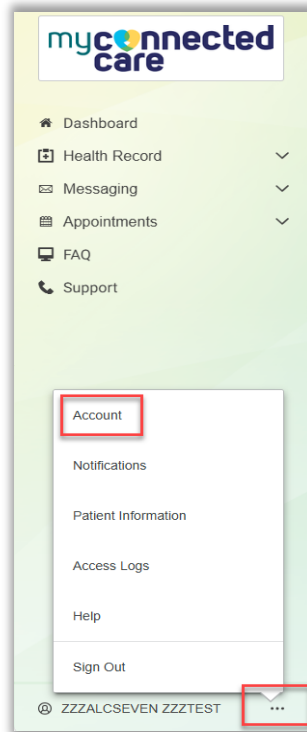 myconnected
care
Dashboard
Health Record
Messaging
Appointments
FAQ
Support
Account
Notifications
Patient Information
Access Logs
Help
Sign Out
ZZZALCSEVEN ZZZTEST ...